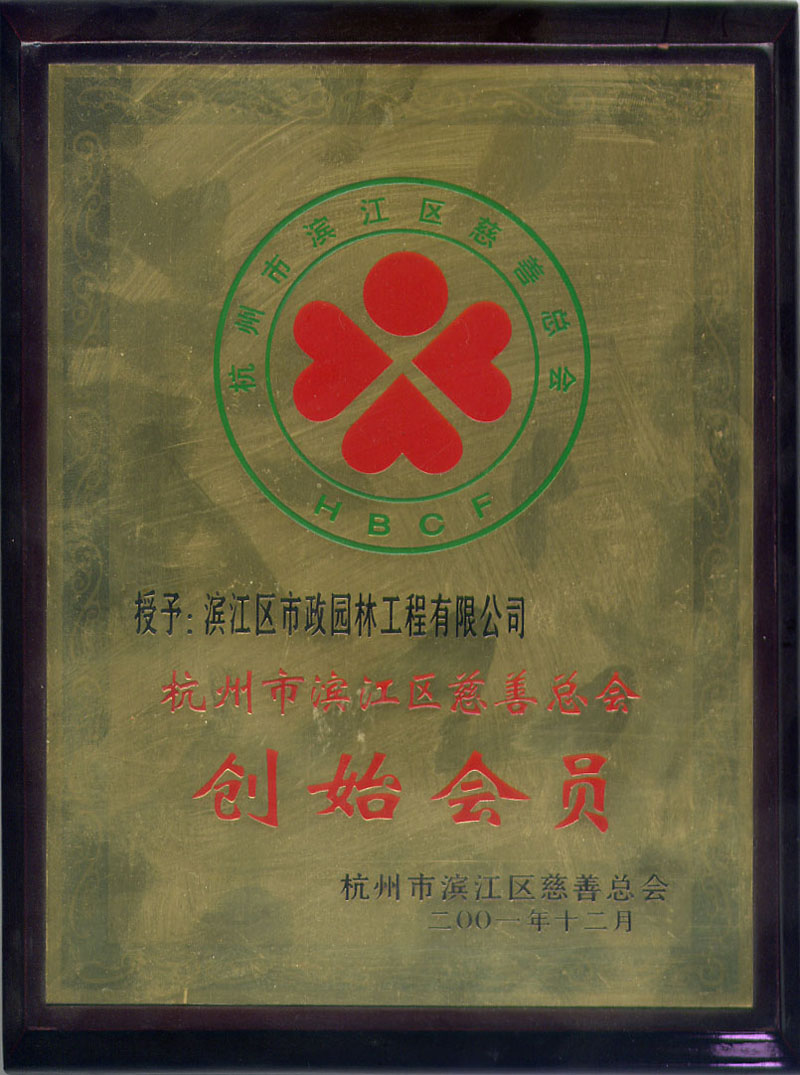 杭州市滨江区慈善总会
HBCF
授予：滨江区市政园林工程有限公司
杭州市滨江区慈善总会
创始会员
杭州市滨江区慈善总会
二〇〇一年十二月